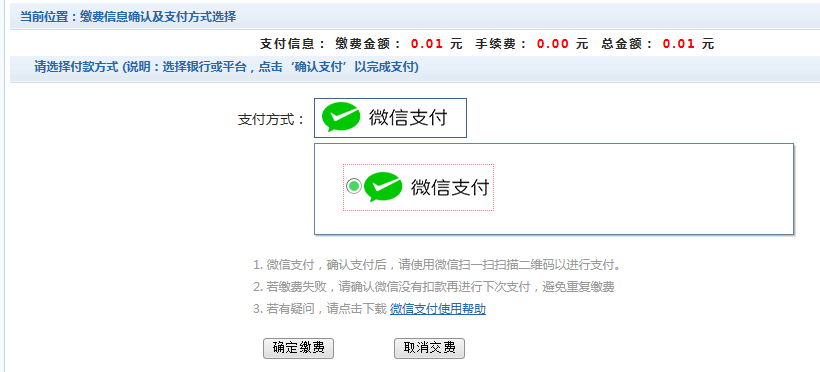 当前位置：缴费信息确认及支付方式选择
支付信息： 缴费金额： 0.01 元 手续费： 0.00 元 总金额： 0.01 元
请选择付款方式 (说明：选择银行或平台，点击‘确认支付’以完成支付)
支付方式： 微信支付
微信支付
1. 微信支付，确认支付后，请使用微信扫一扫扫描二维码以进行支付。
2. 若缴费失败，请确认微信没有扣款再进行下次支付，避免重复缴费
3. 若有疑问，请点击下载 微信支付使用帮助
确定缴费 取消交费